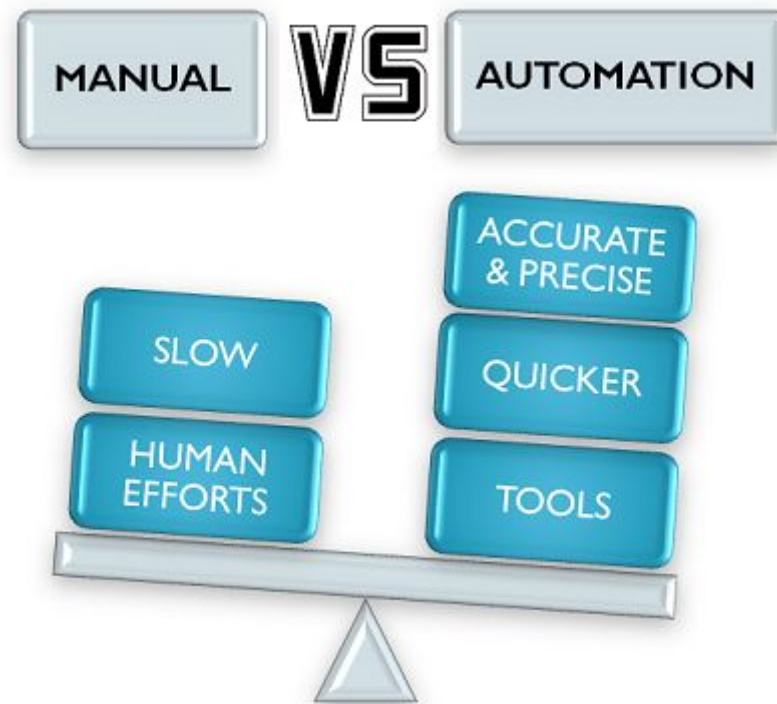 MANUAL
VS
AUTOMATION
SLOW
HUMAN
EFFORTS
ACCURATE
& PRECISE
QUICKER
TOOLS